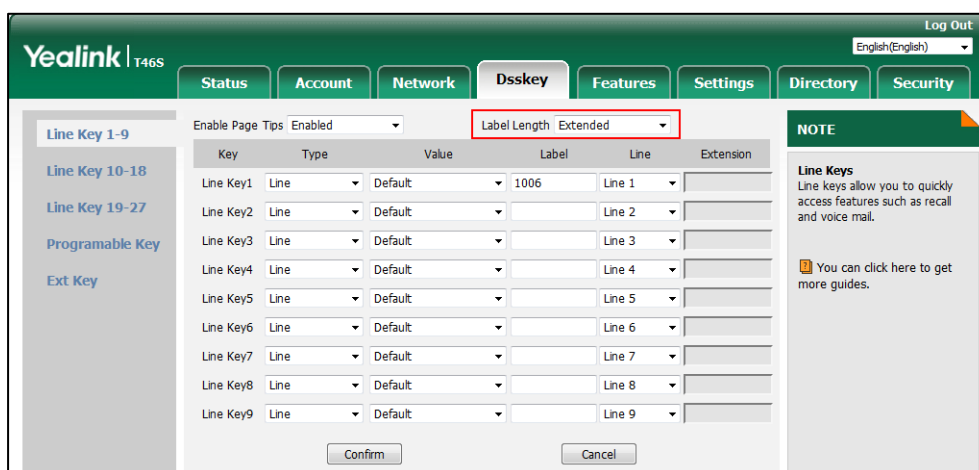 Log Out
Yealink T46S
English(English)
Status Account Network Dsskey Features Settings Directory Security
Line Key 1-9
Line Key 10-18
Line Key 19-27
Programable Key
Ext Key
Enable Page Tips Enabled Label Length Extended
Key Type Value Label Line Extension
Line Key1 Line Default 1006 Line 1
Line Key2 Line Default Line 2
Line Key3 Line Default Line 3
Line Key4 Line Default Line 4
Line Key5 Line Default Line 5
Line Key6 Line Default Line 6
Line Key7 Line Default Line 7
Line Key8 Line Default Line 8
Line Key9 Line Default Line 9
Confirm Cancel
NOTE
Line Keys
Line keys allow you to quickly
access features such as recall
and voice mail.
You can click here to get
more guides.